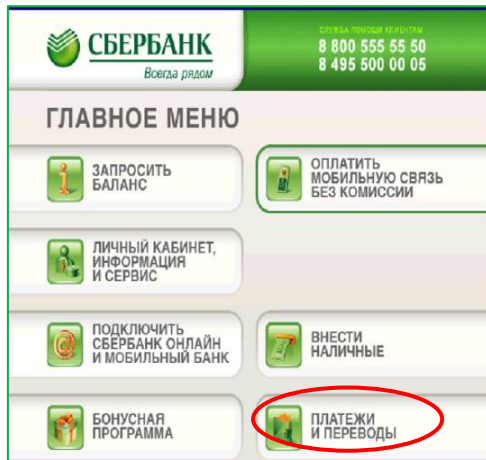 СБЕРБАНК
Всегда рядом
СЛУЖБА ПОМОЩИ КЛИЕНТАМ
8 800 555 55 50
8 495 500 00 05
ГЛАВНОЕ МЕНЮ
ЗАПРОСИТЬ
БАЛАНС
ОПЛАТИТЬ
МОБИЛЬНУЮ СВЯЗЬ
БЕЗ КОМИССИИ
ЛИЧНЫЙ КАБИНЕТ,
ИНФОРМАЦИЯ
И СЕРВИС
ПОДКЛЮЧИТЬ
СБЕРБАНК ОНЛАЙН
И МОБИЛЬНЫЙ БАНК
ВНЕСТИ
НАЛИЧНЫЕ
БОНУСНАЯ
ПРОГРАММА
ПЛАТЕЖИ
И ПЕРЕВОДЫ